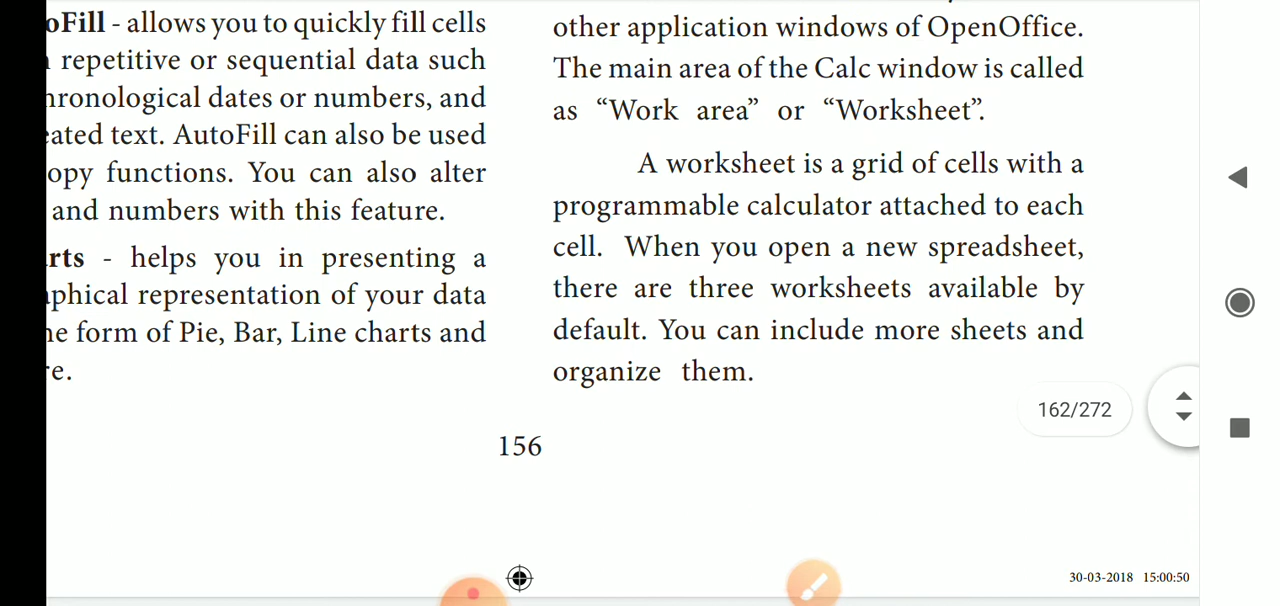 oFill - allows you to quickly fill cells
repetitive or sequential data such
hronological dates or numbers, and
eated text. AutoFill can also be used
opy functions. You can also alter
and numbers with this feature.
rts - helps you in presenting a
aphical representation of your data
he form of Pie, Bar, Line charts and
re.
other application windows of OpenOffice.
The main area of the Calc window is called
as “Work area” or “Worksheet”.
A worksheet is a grid of cells with a
programmable calculator attached to each
cell. When you open a new spreadsheet,
there are three worksheets available by
default. You can include more sheets and
organize them.
162/272
156
30-03-2018 15:00:50